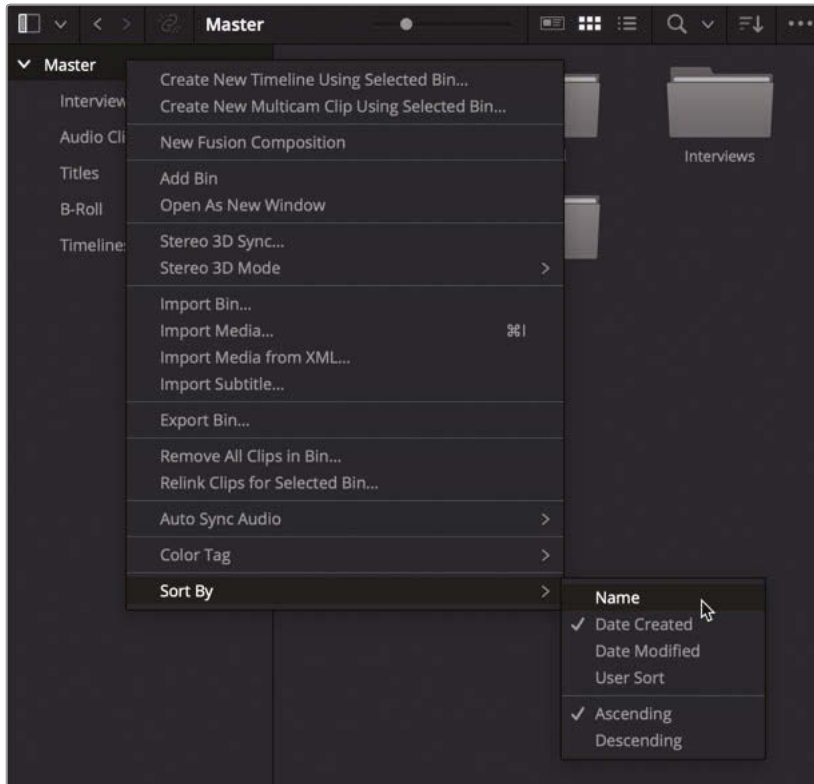 Master
Master
Interview
Audio Cli
Titles
B-Roll
Timeline
Interviews
Create New Timeline Using Selected Bin...
Create New Multicam Clip Using Selected Bin...
New Fusion Composition
Add Bin
Open As New Window
Stereo 3D Sync...
Stereo 3D Mode
Import Bin...
Import Media... ⌘I
Import Media from XML...
Import Subtitle...
Export Bin...
Remove All Clips in Bin...
Relink Clips for Selected Bin...
Auto Sync Audio
Color Tag
Sort By
Name
Date Created
Date Modified
User Sort
Ascending
Descending